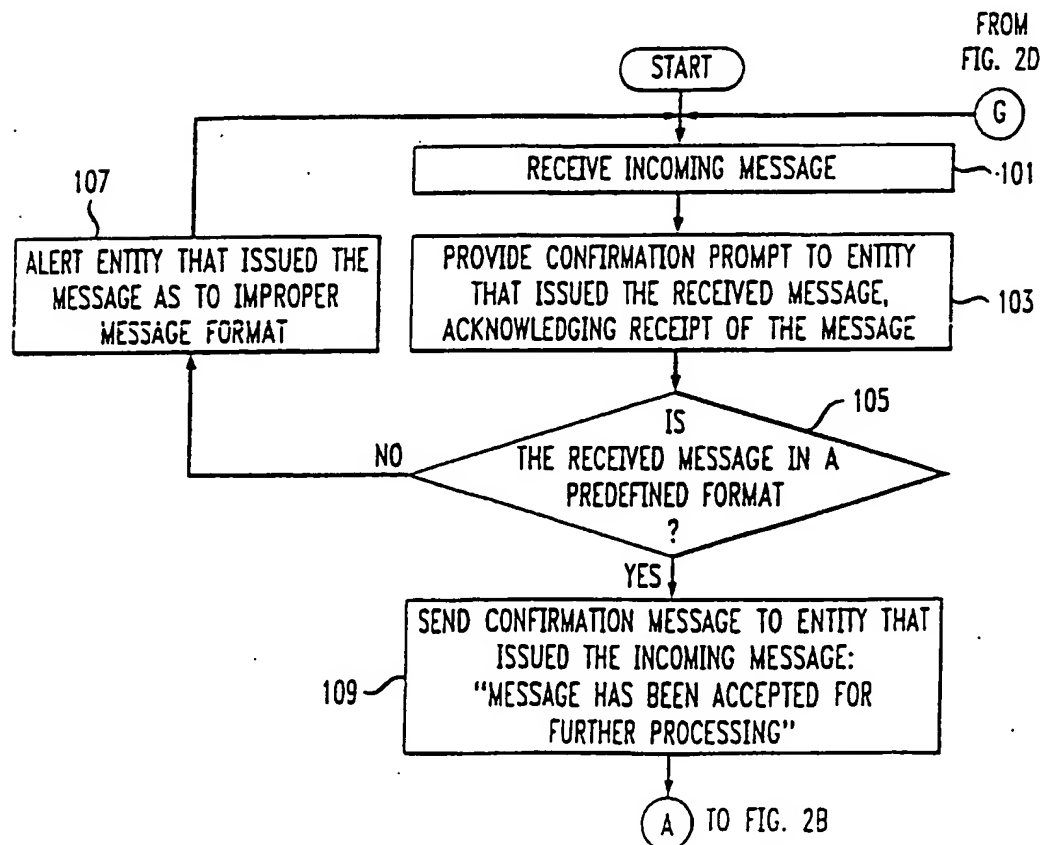 FROM
FIG. 2D
START
G
RECEIVE INCOMING MESSAGE
101
107
ALERT ENTITY THAT ISSUED THE
MESSAGE AS TO IMPROPER
MESSAGE FORMAT
PROVIDE CONFIRMATION PROMPT TO ENTITY
THAT ISSUED THE RECEIVED MESSAGE,
ACKNOWLEDGING RECEIPT OF THE MESSAGE
103
105
IS
THE RECEIVED MESSAGE IN A
PREDEFINED FORMAT
?
NO
YES
SEND CONFIRMATION MESSAGE TO ENTITY THAT
ISSUED THE INCOMING MESSAGE:
"MESSAGE HAS BEEN ACCEPTED FOR
FURTHER PROCESSING"
109
A
TO FIG. 2B